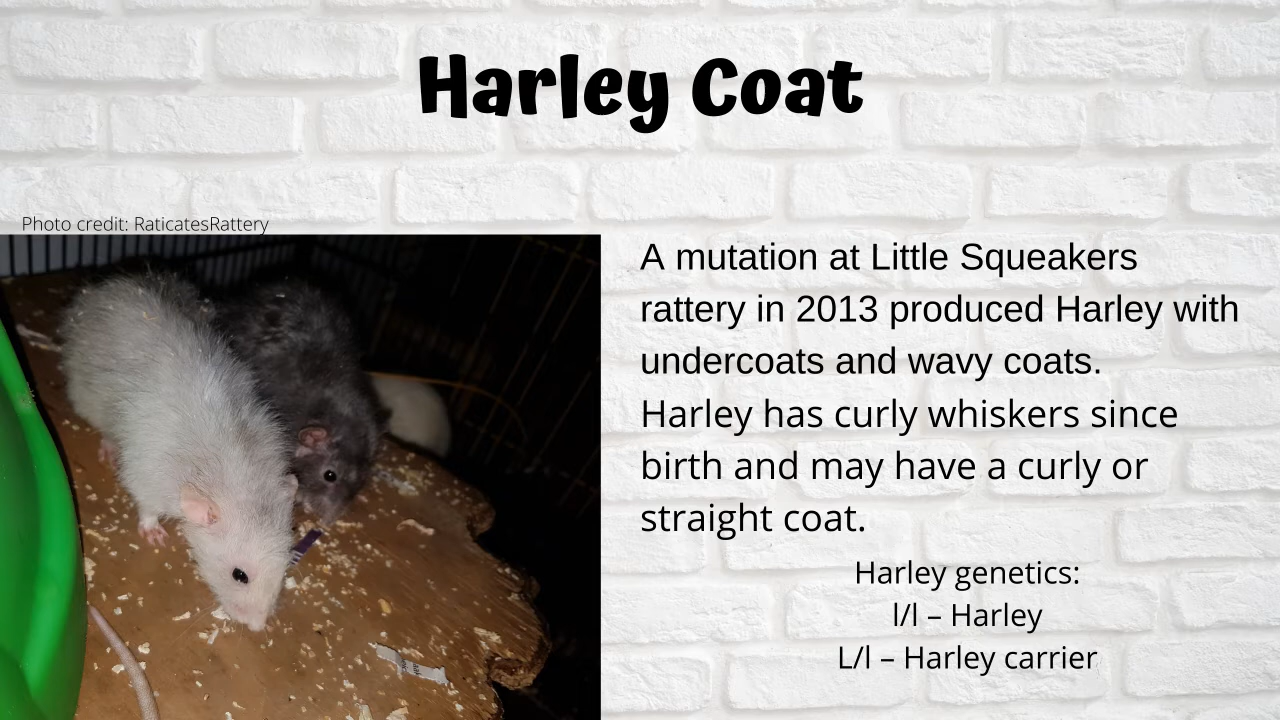 Harley Coat
Photo credit: RaticatesRattery
A mutation at Little Squeakers
rattery in 2013 produced Harley with
undercoats and wavy coats.
Harley has curly whiskers since
birth and may have a curly or
straight coat.
Harley genetics:
l/l – Harley
L/l – Harley carrier